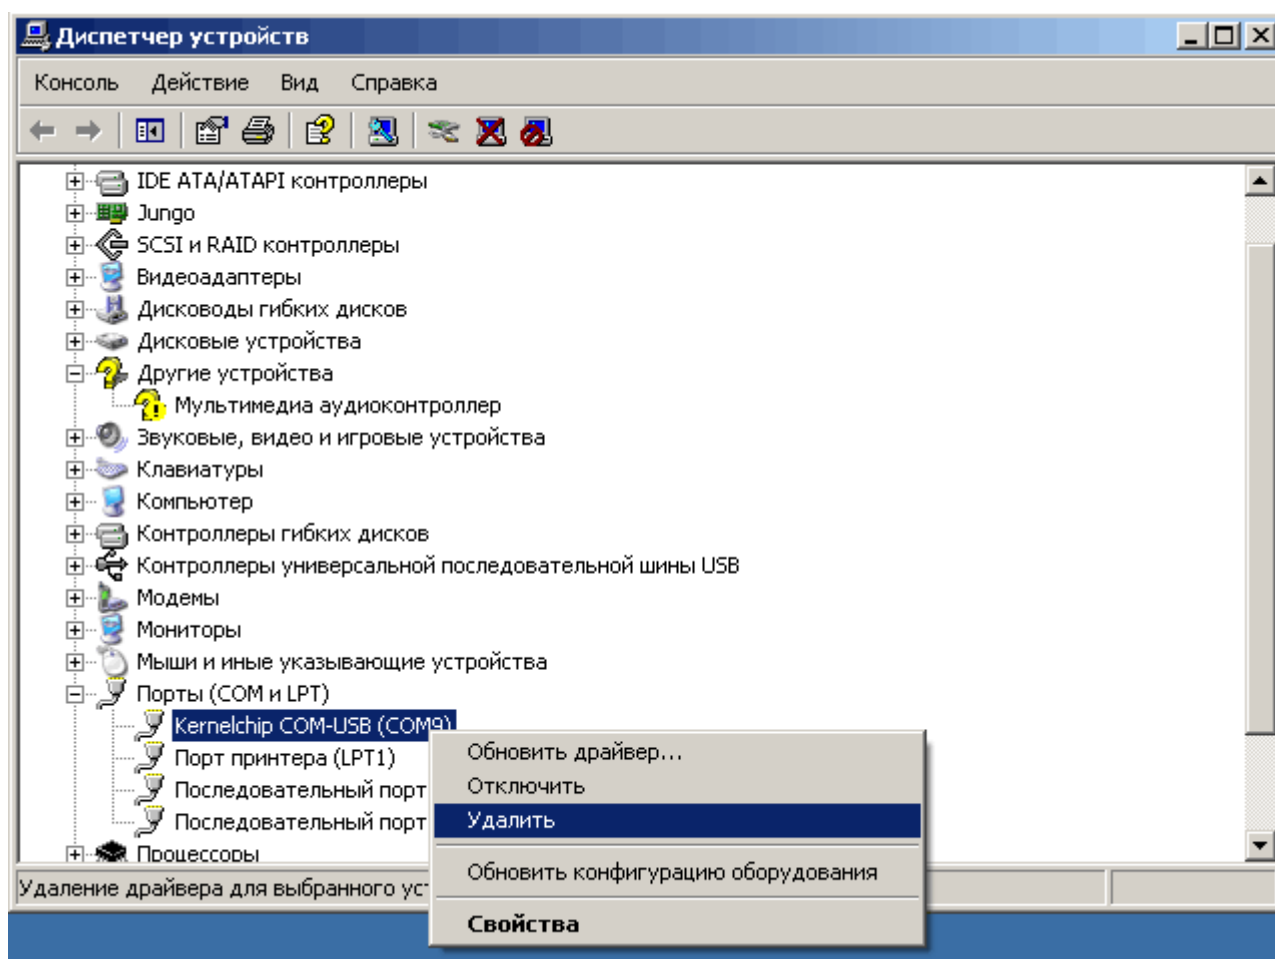 Диспетчер устройств
Консоль Действие Вид Справка
IDE ATA/ATAPI контроллеры
Jungo
SCSI и RAID контроллеры
Видеоадаптеры
Дисководы гибких дисков
Дисковые устройства
Другие устройства
Мультимедиа аудиоконтроллер
Звуковые, видео и игровые устройства
Клавиатуры
Компьютер
Контроллеры гибких дисков
Контроллеры универсальной последовательной шины USB
Модемы
Мониторы
Мыши и иные указывающие устройства
Порты (COM и LPT)
Kernelchip COM-USB (COM9)
Порт принтера (LPT1)
Последовательный порт
Последовательный порт
Процессоры
Обновить драйвер...
Отключить
Удалить
Обновить конфигурацию оборудования
Свойства
Удаление драйвера для выбранного ус